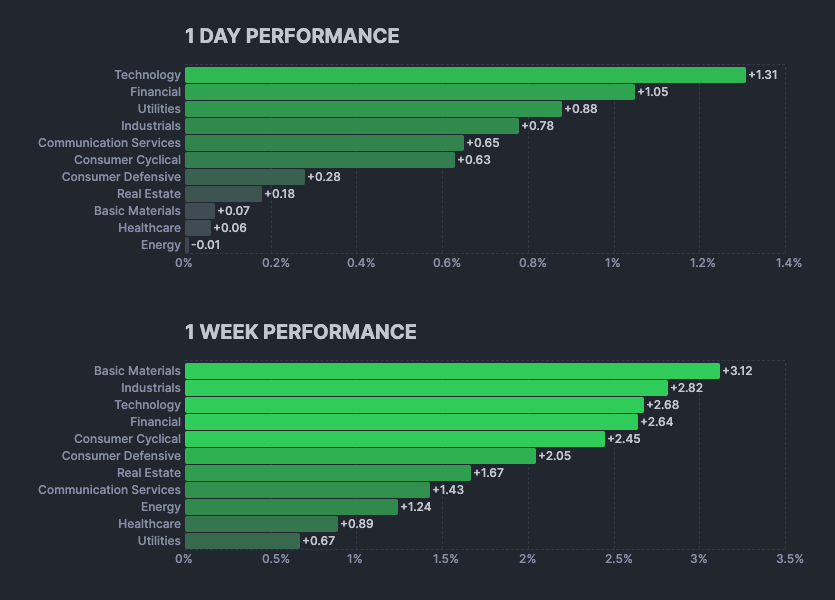 1 DAY PERFORMANCE
Technology +1.31
Financial +1.05
Utilities +0.88
Industrials +0.78
Communication Services +0.65
Consumer Cyclical +0.63
Consumer Defensive +0.28
Real Estate +0.18
Basic Materials +0.07
Healthcare +0.06
Energy -0.01
0% 0.2% 0.4% 0.6% 0.8% 1% 1.2% 1.4%
1 WEEK PERFORMANCE
Basic Materials +3.12
Industrials +2.82
Technology +2.68
Financial +2.64
Consumer Cyclical +2.45
Consumer Defensive +2.05
Real Estate +1.67
Communication Services +1.43
Energy +1.24
Healthcare +0.89
Utilities +0.67
0% 0.5% 1% 1.5% 2% 2.5% 3% 3.5%